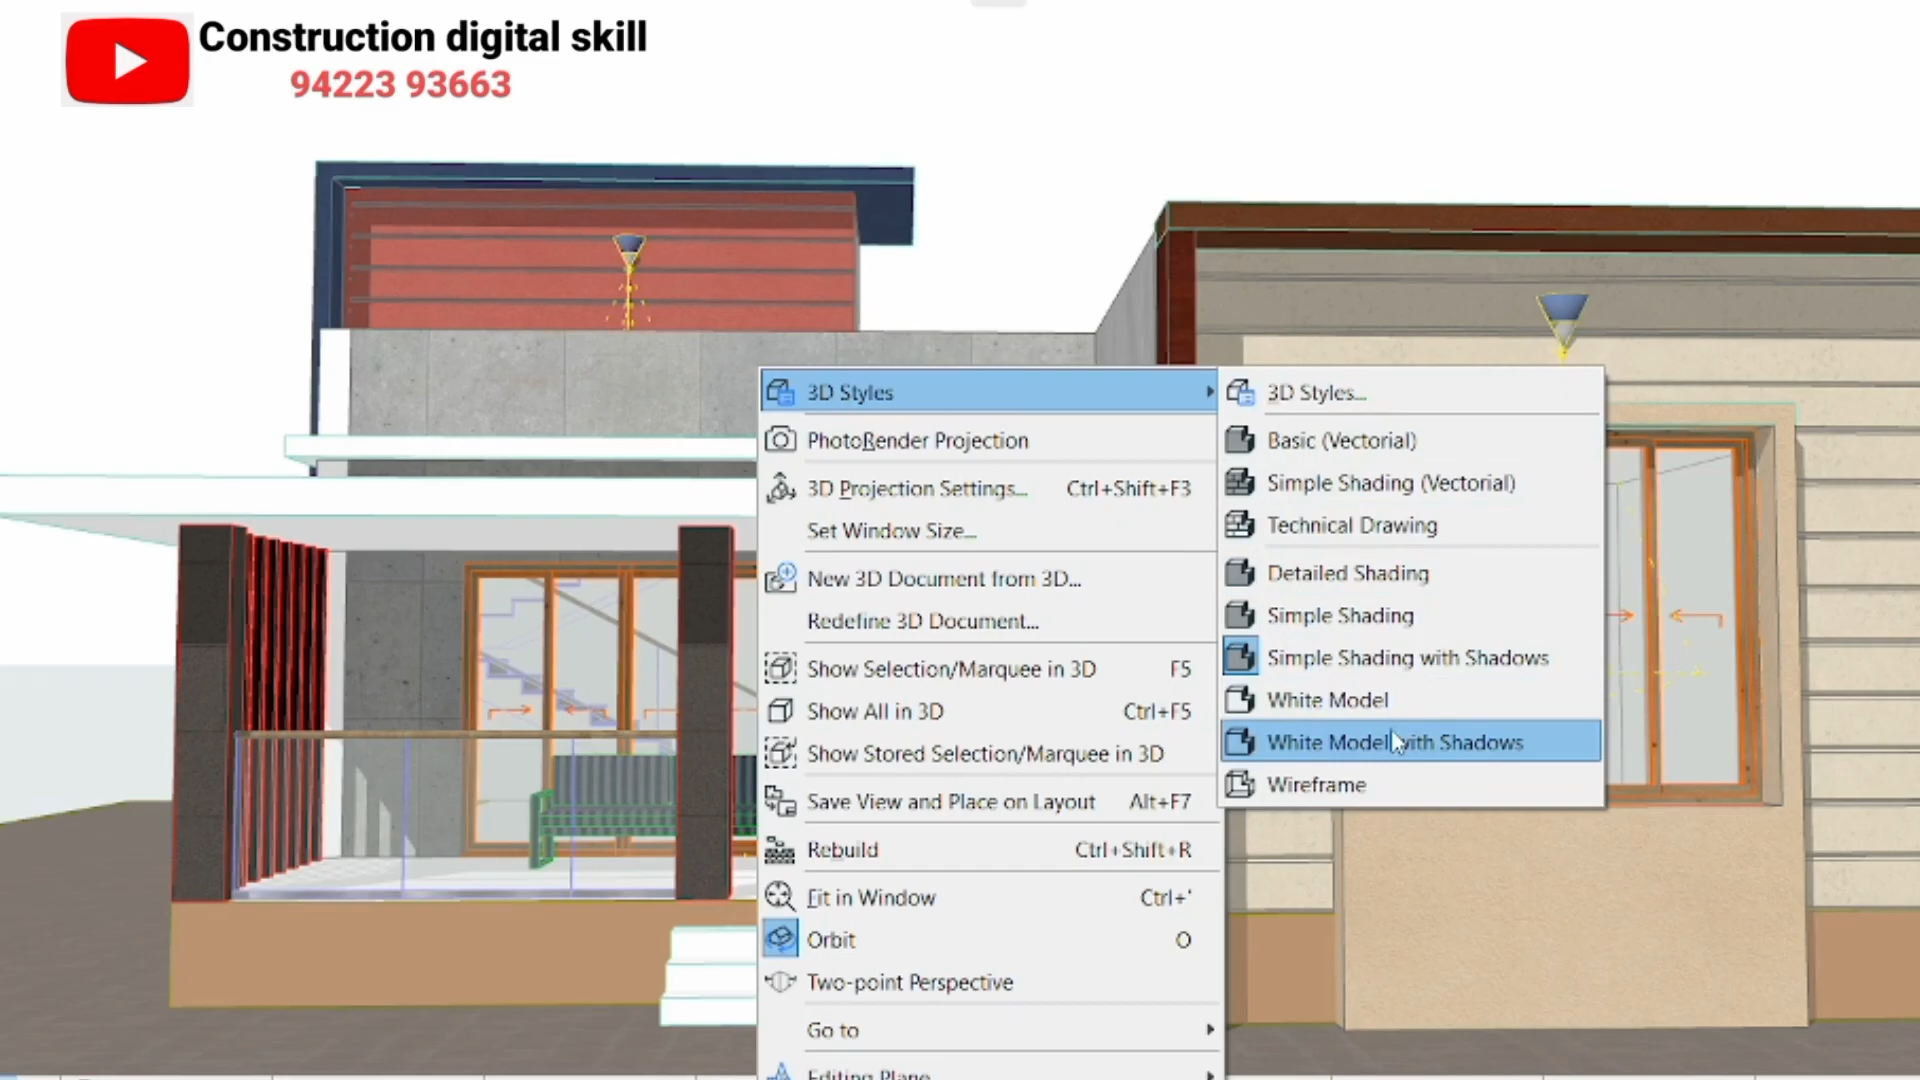 Construction digital skill
94223 93663
3D Styles
PhotoRender Projection
3D Projection Settings... Ctrl+Shift+F3
Set Window Size...
New 3D Document from 3D...
Redefine 3D Document...
Show Selection/Marquee in 3D F5
Show All in 3D Ctrl+F5
Show Stored Selection/Marquee in 3D
Save View and Place on Layout Alt+F7
Rebuild Ctrl+Shift+R
Fit in Window Ctrl+'
Orbit O
Two-point Perspective
Go to
Editing Plane
3D Styles...
Basic (Vectorial)
Simple Shading (Vectorial)
Technical Drawing
Detailed Shading
Simple Shading
Simple Shading with Shadows
White Model
White Model with Shadows
Wireframe